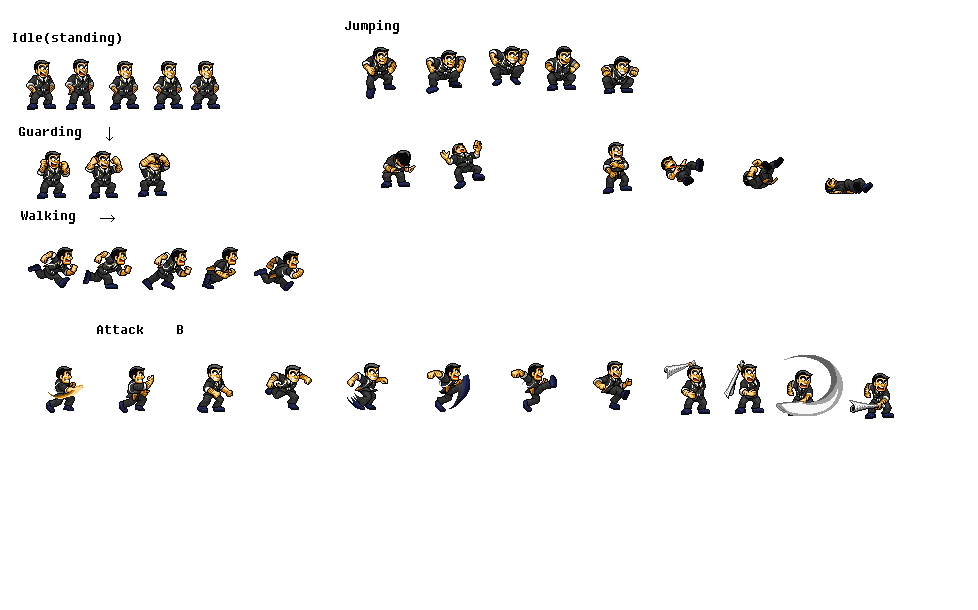 Idle(standing)
Jumping
Guarding ↓
Walking →
Attack B